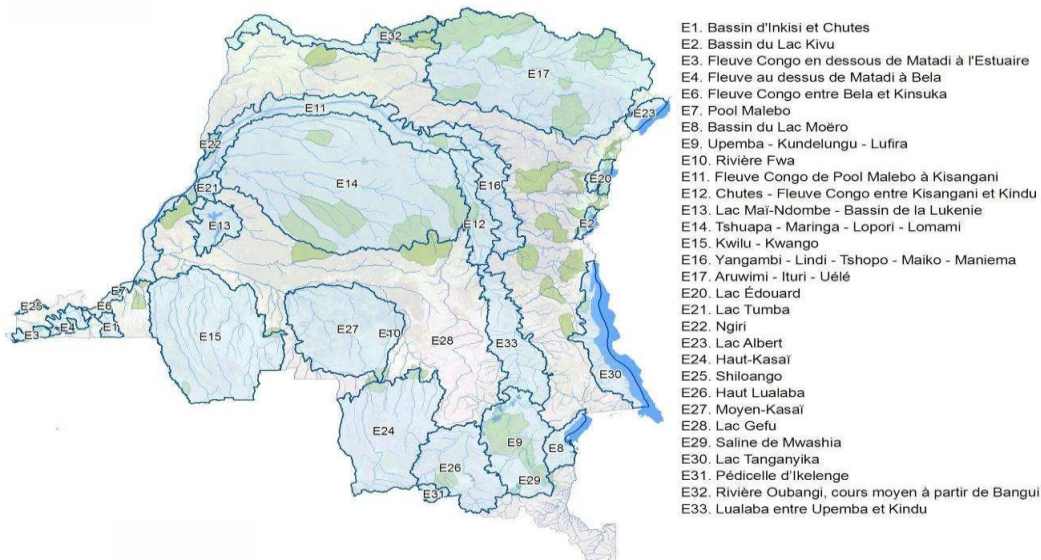 E1. Bassin d'Inkisi et Chutes
E2. Bassin du Lac Kivu
E3. Fleuve Congo en dessous de Matadi à l'Estuaire
E4. Fleuve au dessus de Matadi à Bela
E6. Fleuve Congo entre Bela et Kinsuka
E7. Pool Malebo
E8. Bassin du Lac Moëro
E9. Upemba - Kundelungu - Lufira
E10. Rivière Fwa
E11. Fleuve Congo de Pool Malebo à Kisangani
E12. Chutes - Fleuve Congo entre Kisangani et Kindu
E13. Lac Maï-Ndombe - Bassin de la Lukenie
E14. Tshuapa - Maringa - Lopori - Lomami
E15. Kwilu - Kwango
E16. Yangambi - Lindi - Tshopo - Maiko - Maniema
E17. Aruwimi - Ituri - Uélé
E20. Lac Édouard
E21. Lac Tumba
E22. Ngiri
E23. Lac Albert
E24. Haut-Kasaï
E25. Shiloango
E26. Haut Lualaba
E27. Moyen-Kasaï
E28. Lac Gefu
E29. Saline de Mwashia
E30. Lac Tanganyika
E31. Pédicelle d'Ikelenge
E32. Rivière Oubangi, cours moyen à partir de Bangui
E33. Lualaba entre Upemba et Kindu
E32
E17
E11
E23
E22
E14
E16
E20
E21
E13
E12
E2
E7
E25
E6
E3
E4
E1
E15
E27
E10
E28
E33
E30
E24
E9
E8
E26
E29
E31